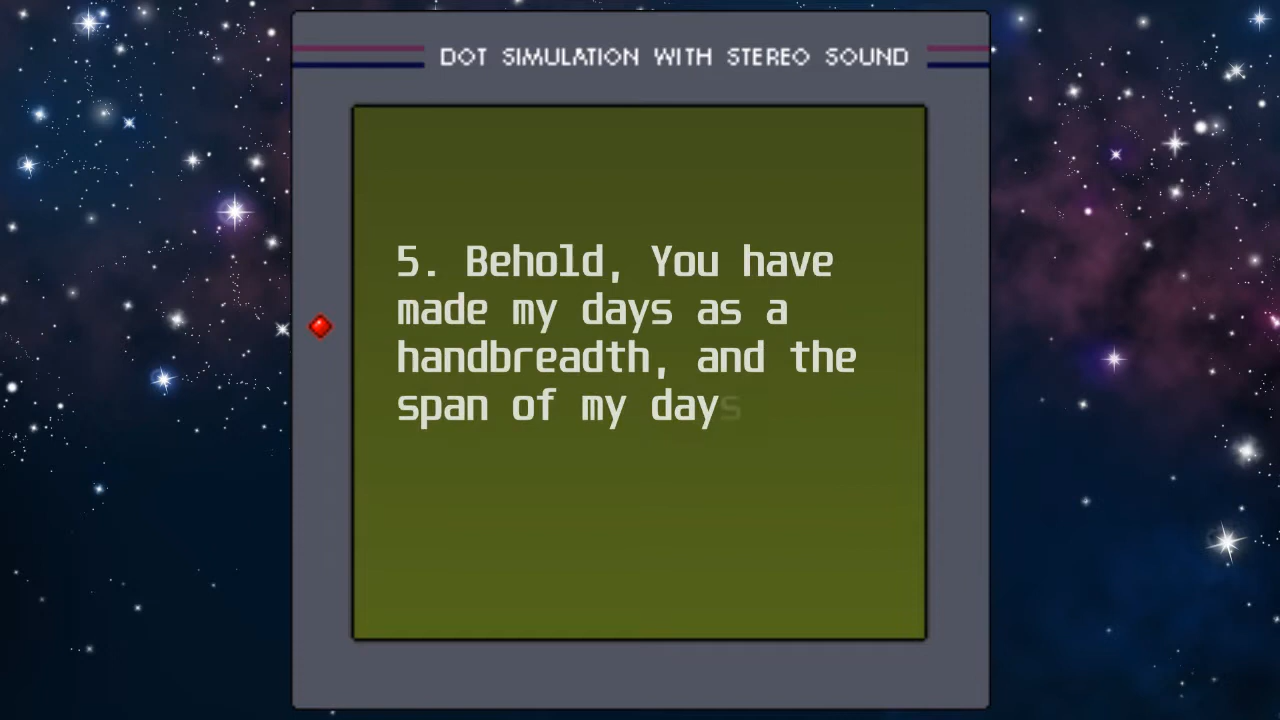 DOT SIMULATION WITH STEREO SOUND
5. Behold, You have
made my days as a
handbreadth, and the
span of my days